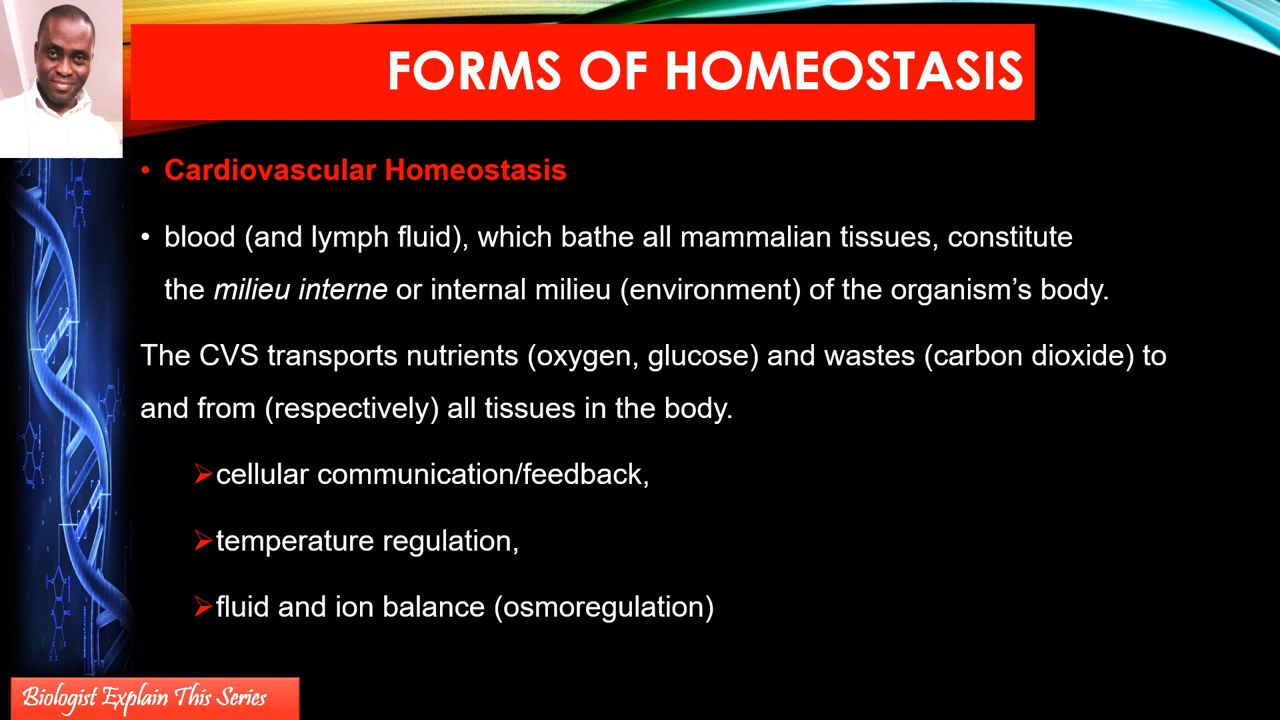 FORMS OF HOMEOSTASIS
• Cardiovascular Homeostasis
• blood (and lymph fluid), which bathe all mammalian tissues, constitute
the milieu interne or internal milieu (environment) of the organism’s body.
The CVS transports nutrients (oxygen, glucose) and wastes (carbon dioxide) to
and from (respectively) all tissues in the body.
➢cellular communication/feedback,
➢temperature regulation,
➢fluid and ion balance (osmoregulation)
Biologist Explain This Series